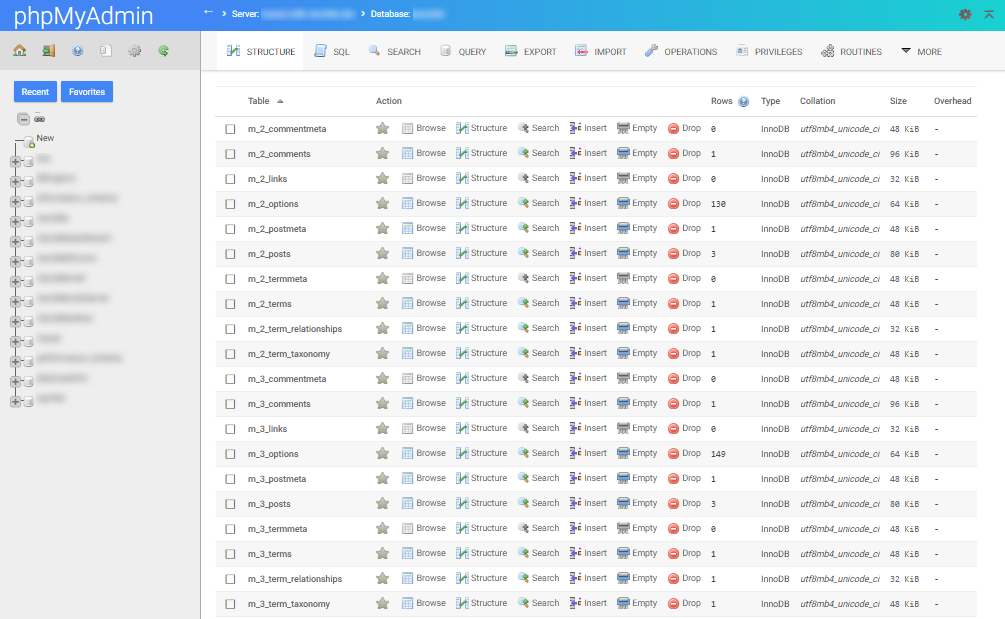 phpMyAdmin
Server: Database:
STRUCTURE SQL SEARCH QUERY EXPORT IMPORT OPERATIONS PRIVILEGES ROUTINES MORE
Recent Favorites
New
Table Action Rows Type Collation Size Overhead
m_2_commentmeta Browse Structure Search Insert Empty Drop 0 InnoDB utf8mb4_unicode_ci 48 KiB -
m_2_comments Browse Structure Search Insert Empty Drop 1 InnoDB utf8mb4_unicode_ci 96 KiB -
m_2_links Browse Structure Search Insert Empty Drop 0 InnoDB utf8mb4_unicode_ci 32 KiB -
m_2_options Browse Structure Search Insert Empty Drop 130 InnoDB utf8mb4_unicode_ci 64 KiB -
m_2_postmeta Browse Structure Search Insert Empty Drop 1 InnoDB utf8mb4_unicode_ci 48 KiB -
m_2_posts Browse Structure Search Insert Empty Drop 3 InnoDB utf8mb4_unicode_ci 80 KiB -
m_2_termmeta Browse Structure Search Insert Empty Drop 0 InnoDB utf8mb4_unicode_ci 48 KiB -
m_2_terms Browse Structure Search Insert Empty Drop 1 InnoDB utf8mb4_unicode_ci 48 KiB -
m_2_term_relationships Browse Structure Search Insert Empty Drop 1 InnoDB utf8mb4_unicode_ci 32 KiB -
m_2_term_taxonomy Browse Structure Search Insert Empty Drop 1 InnoDB utf8mb4_unicode_ci 48 KiB -
m_3_commentmeta Browse Structure Search Insert Empty Drop 0 InnoDB utf8mb4_unicode_ci 48 KiB -
m_3_comments Browse Structure Search Insert Empty Drop 1 InnoDB utf8mb4_unicode_ci 96 KiB -
m_3_links Browse Structure Search Insert Empty Drop 0 InnoDB utf8mb4_unicode_ci 32 KiB -
m_3_options Browse Structure Search Insert Empty Drop 149 InnoDB utf8mb4_unicode_ci 64 KiB -
m_3_postmeta Browse Structure Search Insert Empty Drop 1 InnoDB utf8mb4_unicode_ci 48 KiB -
m_3_posts Browse Structure Search Insert Empty Drop 3 InnoDB utf8mb4_unicode_ci 80 KiB -
m_3_termmeta Browse Structure Search Insert Empty Drop 0 InnoDB utf8mb4_unicode_ci 48 KiB -
m_3_terms Browse Structure Search Insert Empty Drop 1 InnoDB utf8mb4_unicode_ci 48 KiB -
m_3_term_relationships Browse Structure Search Insert Empty Drop 1 InnoDB utf8mb4_unicode_ci 32 KiB -
m_3_term_taxonomy Browse Structure Search Insert Empty Drop 1 InnoDB utf8mb4_unicode_ci 48 KiB -